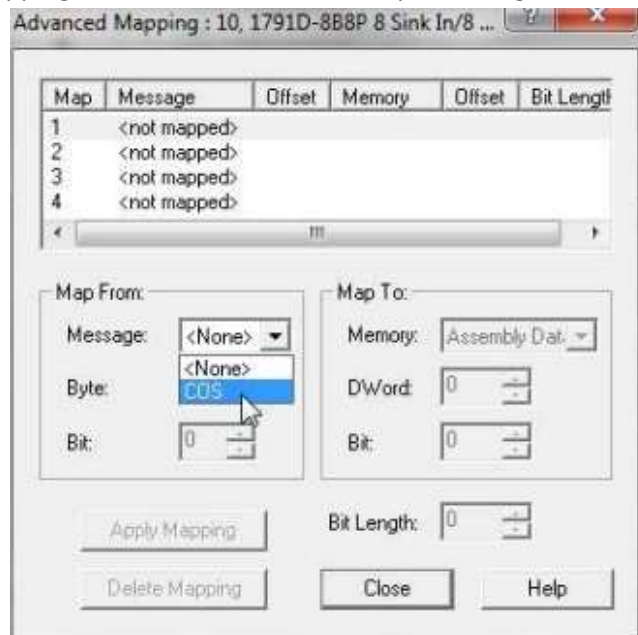 Advanced Mapping : 10, 1791D-8B8P 8 Sink In/8 ...
Map Message Offset Memory Offset Bit Length
1 <not mapped>
2 <not mapped>
3 <not mapped>
4 <not mapped>
Map From:
Message: <None>
<None>
COS
Byte:
Bit: 0
Map To:
Memory: Assembly Dat
DWord: 0
Bit: 0
Apply Mapping
Bit Length: 0
Delete Mapping
Close
Help